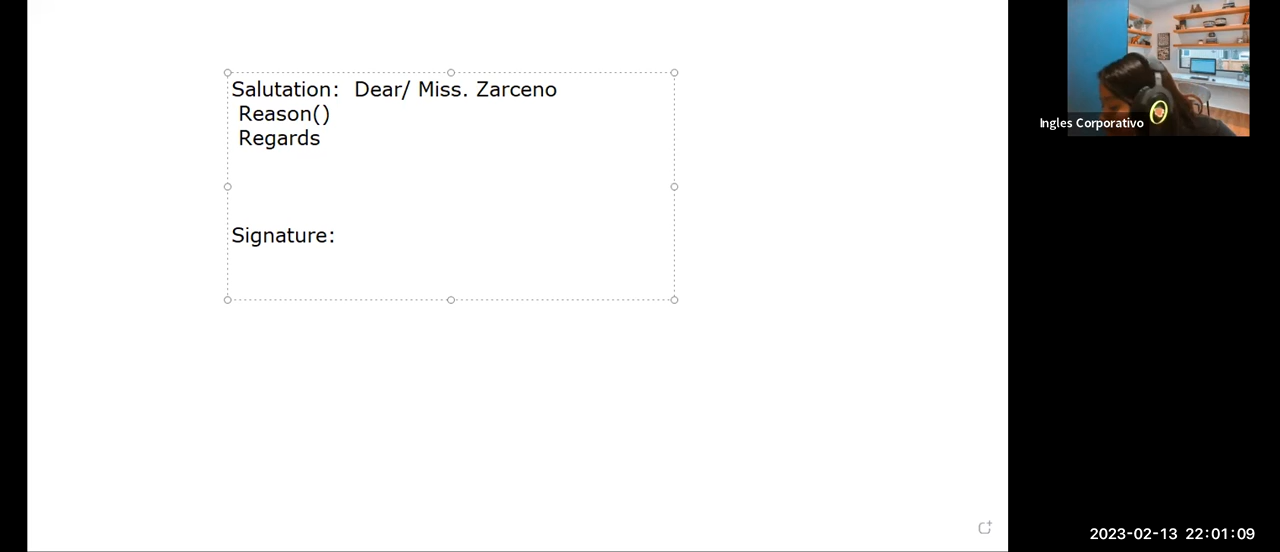 Salutation:  Dear/ Miss. Zarceno
Reason()
Regards
Signature:
Ingles Corporativo
2023-02-13 22:01:09